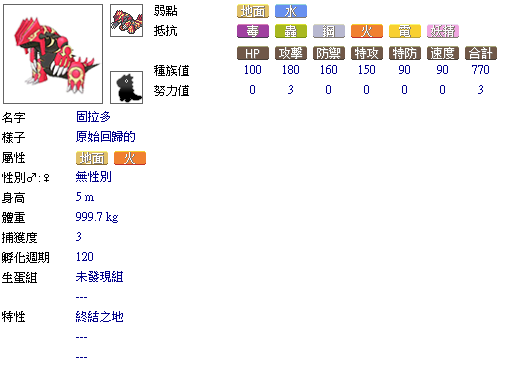 弱點 地面 水
抵抗 毒 蟲 鋼 火 電 妖精
HP 攻擊 防禦 特攻 特防 速度 合計
種族值 100 180 160 150 90 90 770
努力值 0 3 0 0 0 0 3
名字 固拉多
樣子 原始回歸的
屬性 地面 火
性別♂:♀ 無性別
身高 5 m
體重 999.7 kg
捕獲度 3
孵化週期 120
生蛋組 未發現組
---
特性 終結之地
---
---